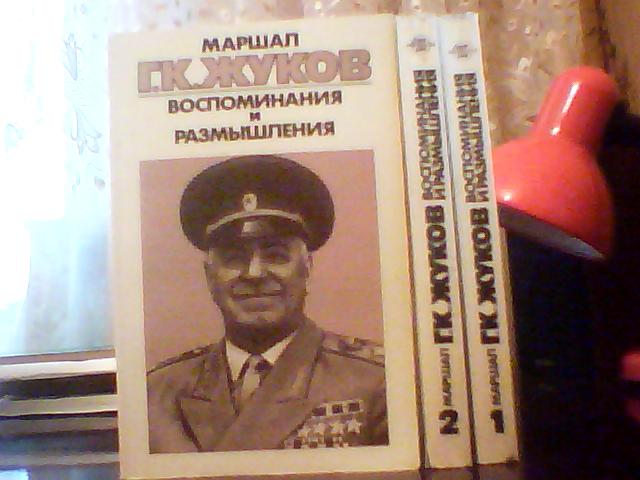 МАРШАЛ
Г.К.ЖУКОВ
ВОСПОМИНАНИЯ
и
РАЗМЫШЛЕНИЯ
2 МАРШАЛ Г.К.ЖУКОВ ВОСПОМИНАНИЯ
И РАЗМЫШЛЕНИЯ
1 МАРШАЛ Г.К.ЖУКОВ ВОСПОМИНАНИЯ
И РАЗМЫШЛЕНИЯ